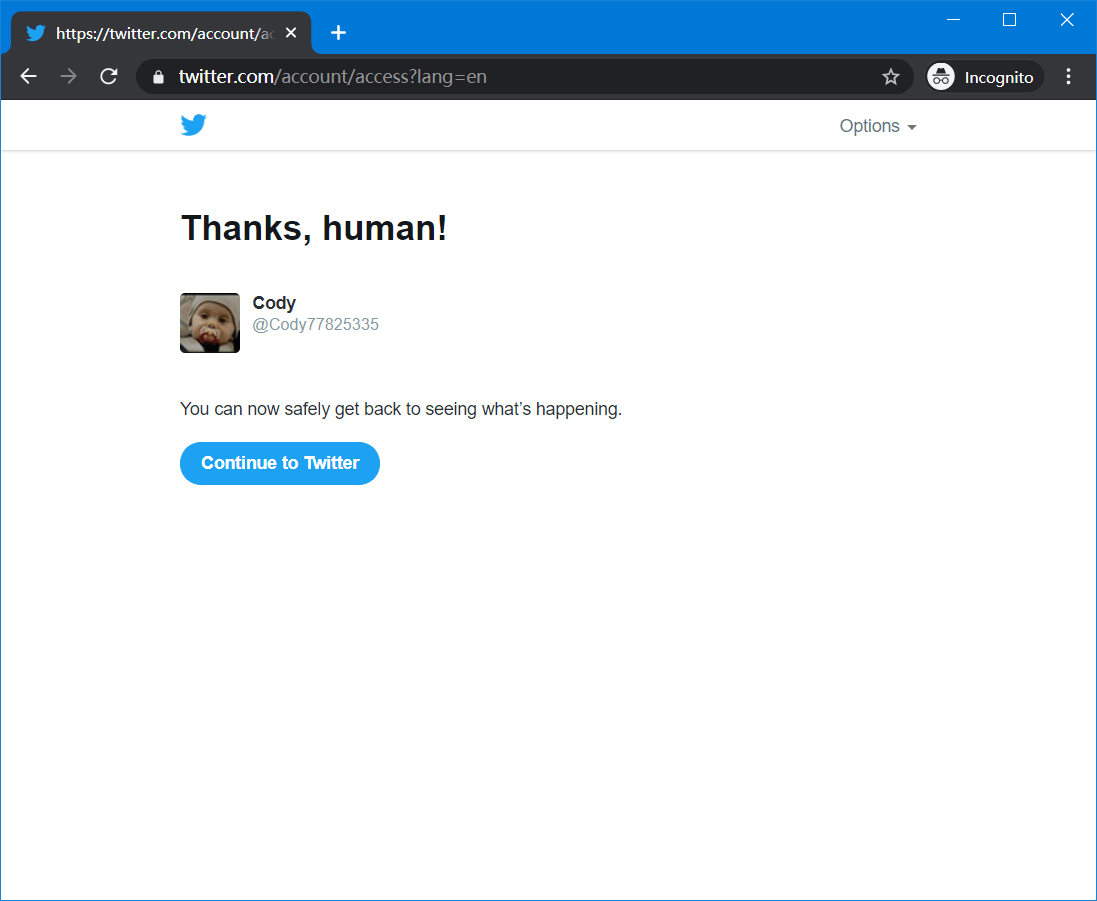 https://twitter.com/account/ac
twitter.com/account/access?lang=en
Incognito
Options
Thanks, human!
Cody
@Cody77825335
You can now safely get back to seeing what’s happening.
Continue to Twitter